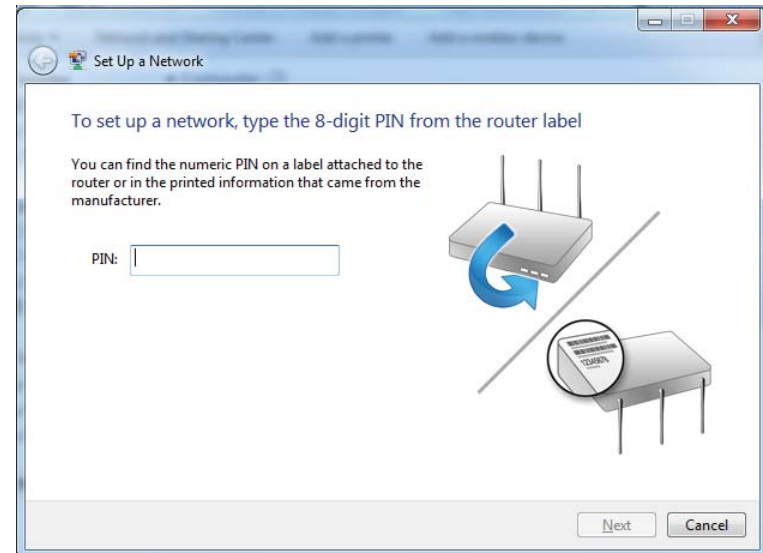 Set Up a Network
To set up a network, type the 8-digit PIN from the router label
You can find the numeric PIN on a label attached to the
router or in the printed information that came from the
manufacturer.
PIN:
12345678
Next
Cancel